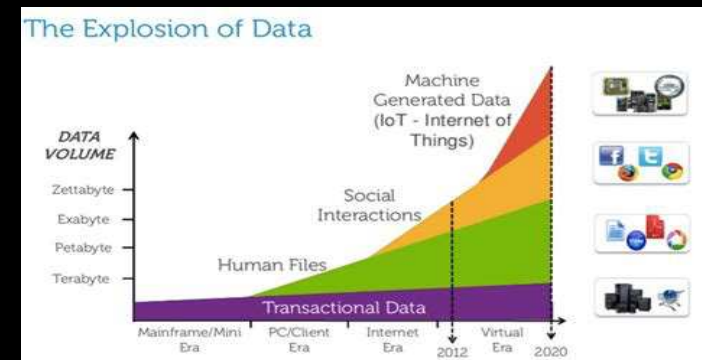 The Explosion of Data
DATA
VOLUME
Zettabyte
Exabyte
Petabyte
Terabyte
Machine
Generated Data
(IoT - Internet of
Things)
Social
Interactions
Human Files
Transactional Data
Mainframe/Mini
Era
PC/Client
Era
Internet
Era
2012
Virtual
Era
2020